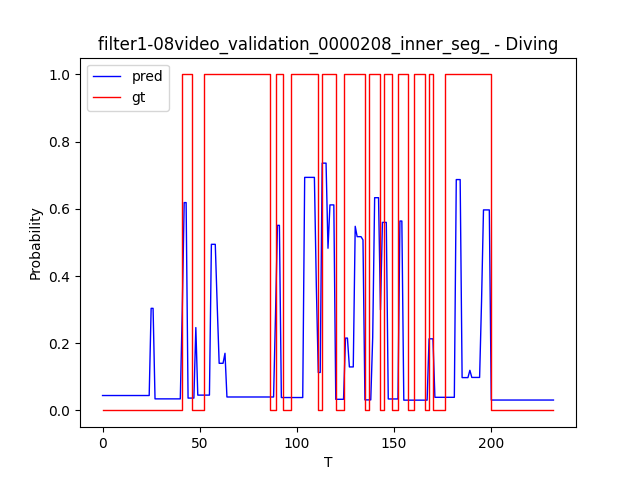 filter1-08video_validation_0000208_inner_seg_ - Diving
pred
gt
1.0
0.8
0.6
0.4
0.2
0.0
Probability
0
50
100
150
200
T